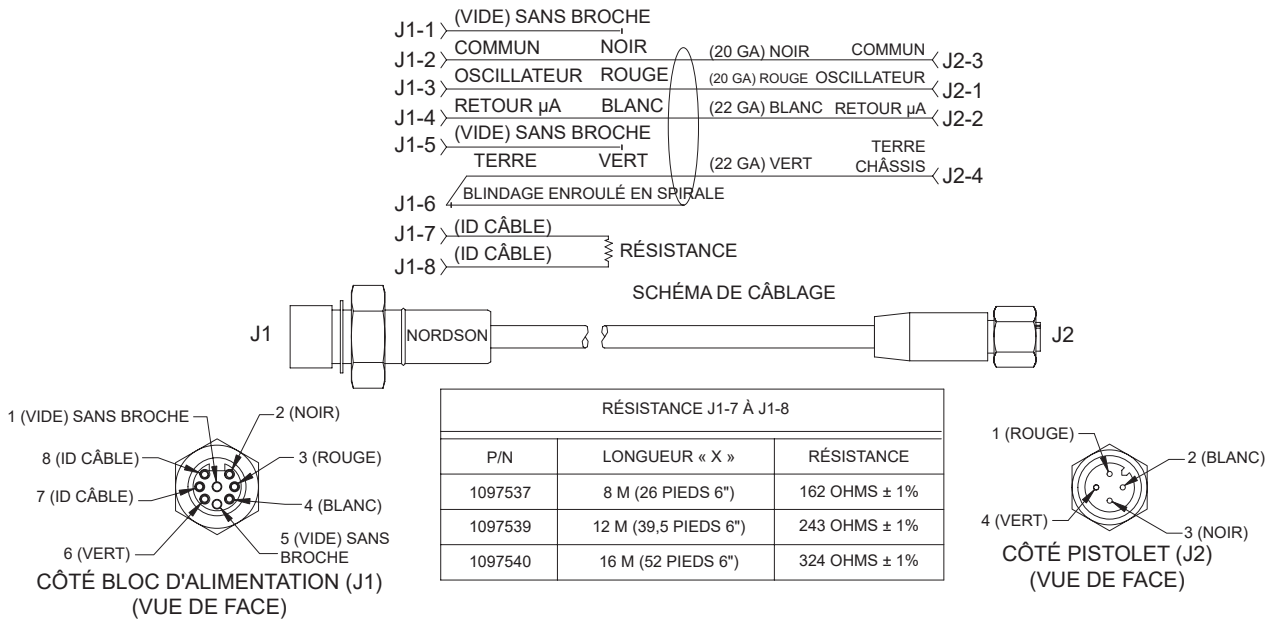 J1-1 (VIDE) SANS BROCHE
J1-2 COMMUN NOIR (20 GA) NOIR COMMUN J2-3
J1-3 OSCILLATEUR ROUGE (20 GA) ROUGE OSCILLATEUR J2-1
J1-4 RETOUR µA BLANC (22 GA) BLANC RETOUR µA J2-2
J1-5 (VIDE) SANS BROCHE
TERRE VERT (22 GA) VERT TERRE
CHÂSSIS J2-4
J1-6 BLINDAGE ENROULÉ EN SPIRALE
J1-7 (ID CÂBLE)
J1-8 (ID CÂBLE)
RÉSISTANCE
SCHÉMA DE CÂBLAGE
J1 NORDSON J2
1 (VIDE) SANS BROCHE
2 (NOIR)
8 (ID CÂBLE)
3 (ROUGE)
7 (ID CÂBLE)
4 (BLANC)
6 (VERT)
5 (VIDE) SANS
BROCHE
CÔTÉ BLOC D'ALIMENTATION (J1)
(VUE DE FACE)
RÉSISTANCE J1-7 À J1-8
P/N LONGUEUR « X » RÉSISTANCE
1097537 8 M (26 PIEDS 6") 162 OHMS ± 1%
1097539 12 M (39,5 PIEDS 6") 243 OHMS ± 1%
1097540 16 M (52 PIEDS 6") 324 OHMS ± 1%
1 (ROUGE)
2 (BLANC)
4 (VERT)
3 (NOIR)
CÔTÉ PISTOLET (J2)
(VUE DE FACE)